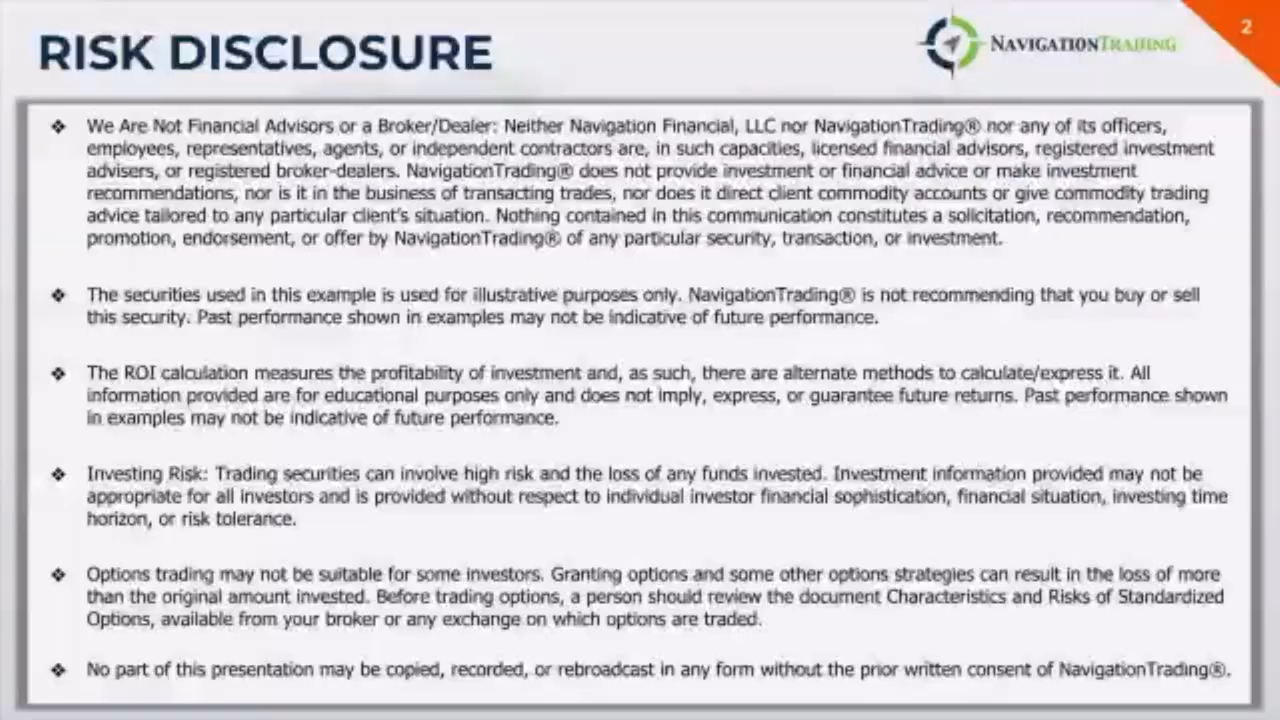 RISK DISCLOSURE
NAVIGATIONTRADING
2
❖ We Are Not Financial Advisors or a Broker/Dealer: Neither Navigation Financial, LLC nor NavigationTrading® nor any of its officers,
employees, representatives, agents, or independent contractors are, in such capacities, licensed financial advisors, registered investment
advisers, or registered broker-dealers. NavigationTrading® does not provide investment or financial advice or make investment
recommendations, nor is it in the business of transacting trades, nor does it direct client commodity accounts or give commodity trading
advice tailored to any particular client's situation. Nothing contained in this communication constitutes a solicitation, recommendation,
promotion, endorsement, or offer by NavigationTrading® of any particular security, transaction, or investment.
❖ The securities used in this example is used for illustrative purposes only. NavigationTrading® is not recommending that you buy or sell
this security. Past performance shown in examples may not be indicative of future performance.
❖ The ROI calculation measures the profitability of investment and, as such, there are alternate methods to calculate/express it. All
information provided are for educational purposes only and does not imply, express, or guarantee future returns. Past performance shown
in examples may not be indicative of future performance.
❖ Investing Risk: Trading securities can involve high risk and the loss of any funds invested. Investment information provided may not be
appropriate for all investors and is provided without respect to individual investor financial sophistication, financial situation, investing time
horizon, or risk tolerance.
❖ Options trading may not be suitable for some investors. Granting options and some other options strategies can result in the loss of more
than the original amount invested. Before trading options, a person should review the document Characteristics and Risks of Standardized
Options, available from your broker or any exchange on which options are traded.
❖ No part of this presentation may be copied, recorded, or rebroadcast in any form without the prior written consent of NavigationTrading®.